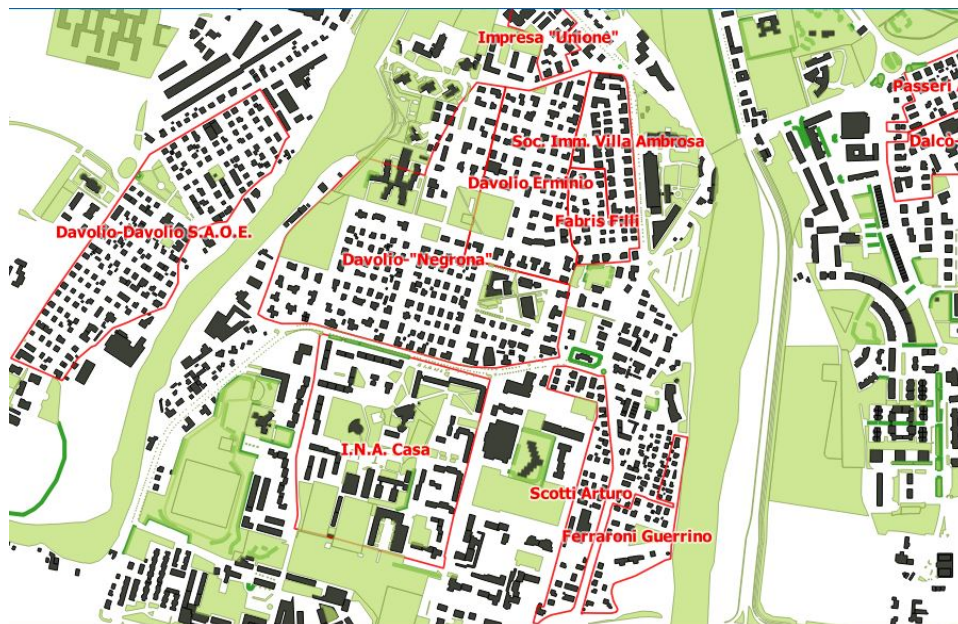 Impresa "Unione"
Passeri
Soc. Imm. Villa Ambrosa
Dalco
Davolio Erminio
Fabris F.lli
Davolio-Davolio S.A.O.E.
Davolio-"Negrona"
I.N.A. Casa
Scotti Arturo
Ferraroni Guerrino